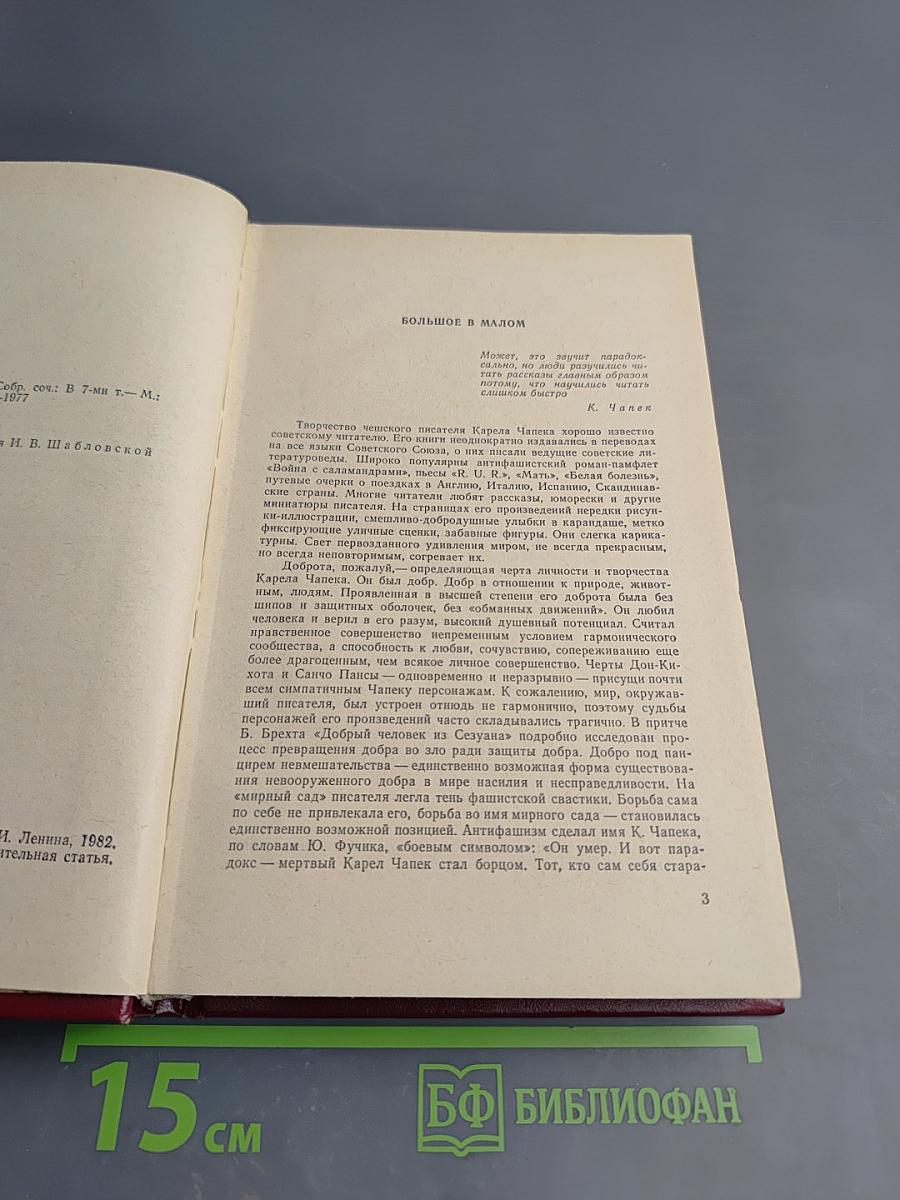 Собр. соч.: В 7-ми т.— М.:
-1977
я И. В. Шабловской
И. Ленина, 1982.
ительная статья,
БОЛЬШОЕ В МАЛОМ
Может, это звучит парадок-
сально, но люди разучились чи-
тать рассказы главным образом
потому, что научились читать
слишком быстро
К. Чапек
Творчество чешского писателя Карела Чапека хорошо известно
советскому читателю. Его книги неоднократно издавались в переводах
на все языки Советского Союза, о них писали ведущие советские ли-
тературоведы. Широко популярны антифашистский роман-памфлет
«Война с саламандрами», пьесы «R. U. R.», «Мать», «Белая болезнь»,
путевые очерки о поездках в Англию, Италию, Испанию, Скандинав-
ские страны. Многие читатели любят рассказы, юморески и другие
миниатюры писателя. На страницах его произведений нередки рисун-
ки-иллюстрации, смешливо-добродушные улыбки в карандаше, метко
фиксирующие уличные сценки, забавные фигуры. Они слегка карика-
турны. Свет первозданного удивления миром, не всегда прекрасным,
но всегда неповторимым, согревает их.
Доброта, пожалуй,— определяющая черта личности и творчества
Карела Чапека. Он был добр. Добр в отношении к природе, живот-
ным, людям. Проявленная в высшей степени его доброта была без
шипов и защитных оболочек, без «обманных движений». Он любил
человека и верил в его разум, высокий душевный потенциал. Считал
нравственное совершенство непременным условием гармонического
сообщества, а способность к любви, сочувствию, сопереживанию еще
более драгоценным, чем всякое личное совершенство. Черты Дон-Ки-
хота и Санчо Пансы — одновременно и неразрывно — присущи почти
всем симпатичным Чапеку персонажам. К сожалению, мир, окружав-
ший писателя, был устроен отнюдь не гармонично, поэтому судьбы
персонажей его произведений часто складывались трагично. В притче
Б. Брехта «Добрый человек из Сезуана» подробно исследован про-
цесс превращения добра во зло ради защиты добра. Добро под пан-
цирем невмешательства — единственно возможная форма существова-
ния невооруженного добра в мире насилия и несправедливости. На
«мирный сад» писателя легла тень фашистской свастики. Борьба сама
по себе не привлекала его, борьба во имя мирного сада — становилась
единственно возможной позицией. Антифашизм сделал имя К. Чапека,
по словам Ю. Фучика, «боевым символом»: «Он умер. И вот пара-
докс — мертвый Карел Чапек стал борцом. Тот, кто сам себя стара-
3
15 см
БФ БИБЛИОФАН